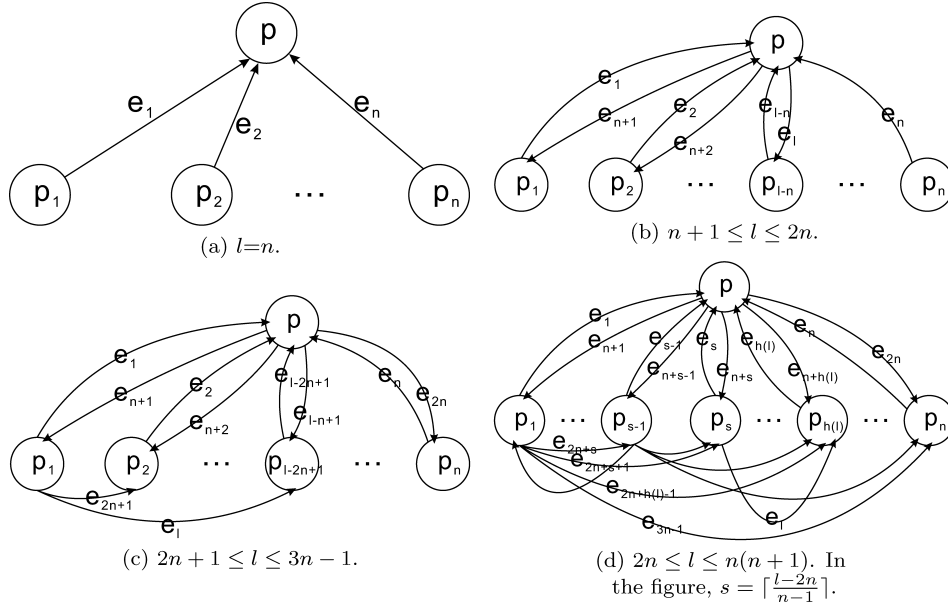 p
e1
e2
en
p1
p2
...
pn
(a) l=n.
p
e1
en+1
e2
en+2
el-n
el
en
p1
p2
...
pl-n
...
pn
(b) n + 1 ≤ l ≤ 2n.
p
e1
en+1
e2
en+2
el-2n+1
el-n+1
en
e2n
p1
p2
...
pl-2n+1
...
pn
e2n+1
el
(c) 2n + 1 ≤ l ≤ 3n − 1.
p
e1
en+1
es-1
en+s-1
es
en+s
eh(l)
en+h(l)
en
e2n
p1
...
ps-1
ps
...
ph(l)
...
pn
e2n+s
e2n+s+1
e2n+h(l)-1
e3n-1
el
(d) 2n ≤ l ≤ n(n + 1). In
the figure, s = ⌈(l−2n)/(n−1)⌉.